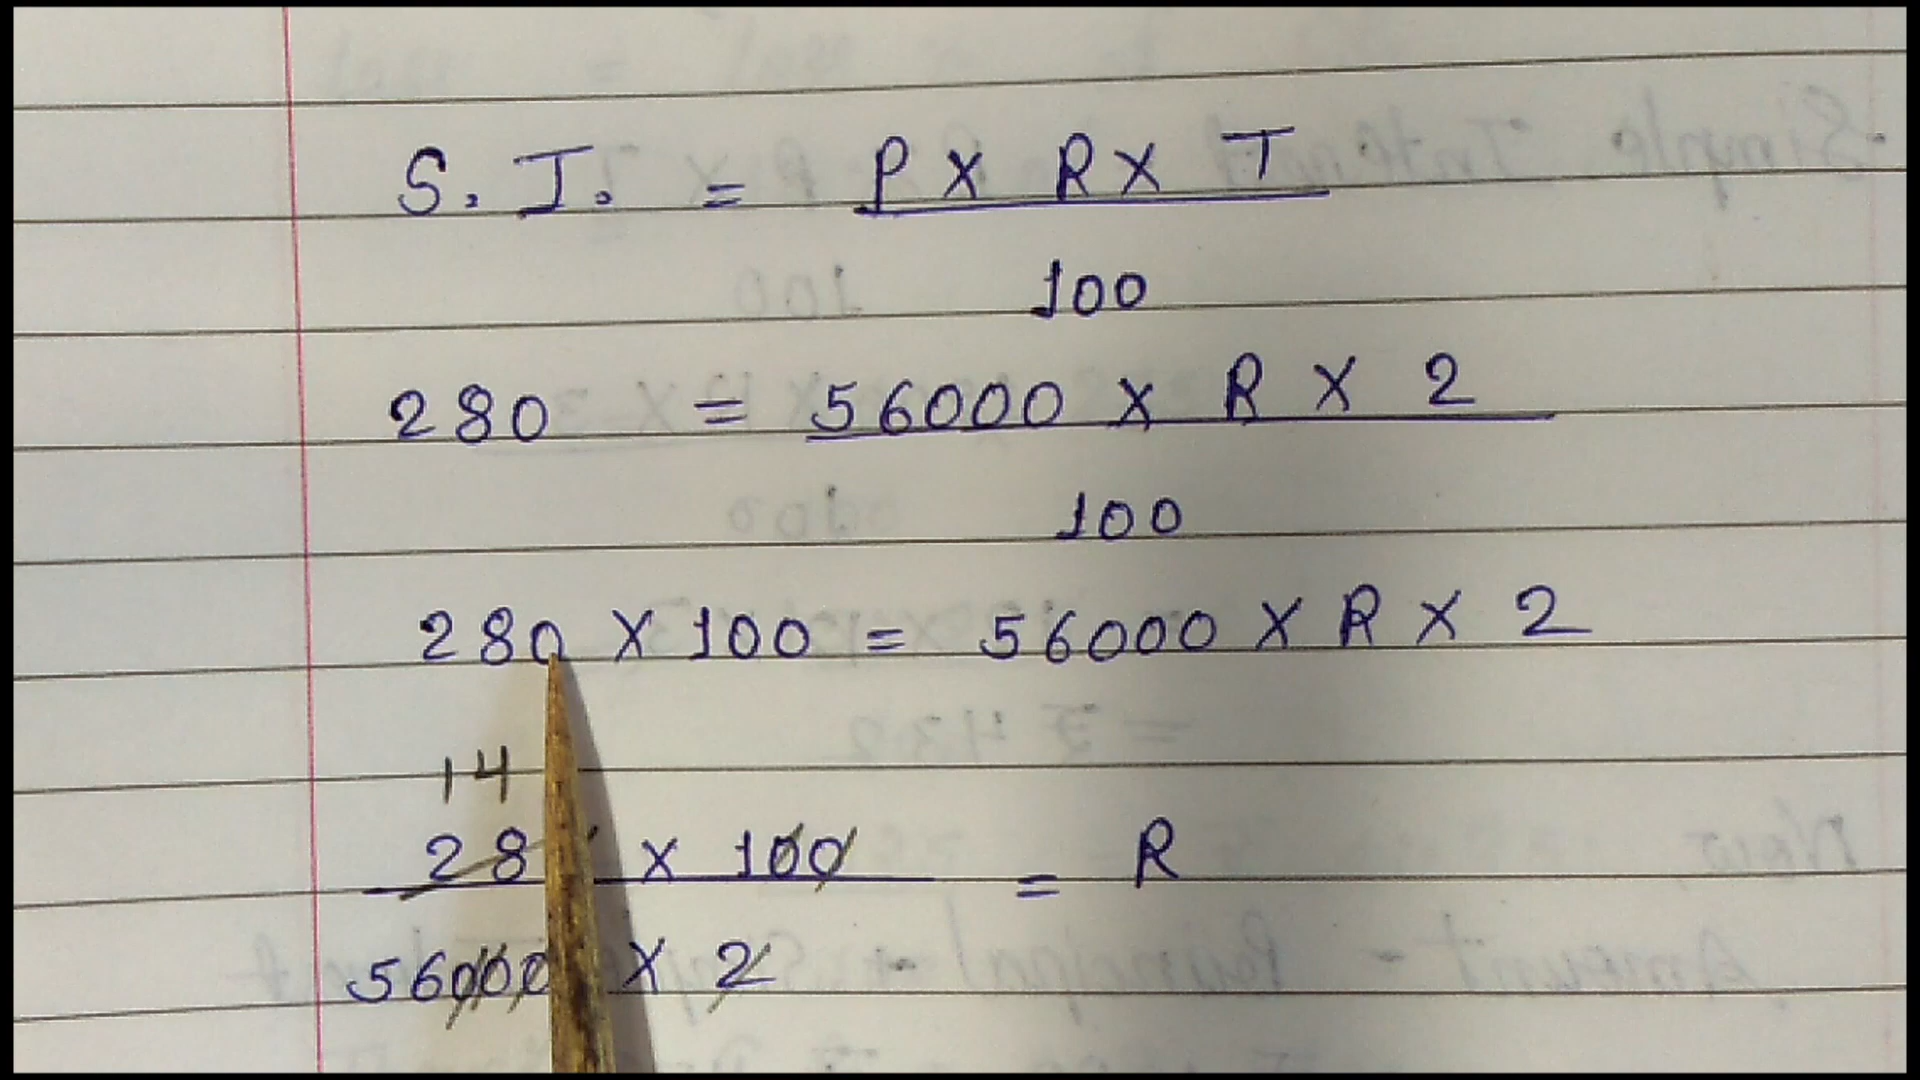 S. I. = P X R X T
100
280 = 56000 X R X 2
100
280 X 100 = 56000 X R X 2
14
28 X 100 = R
56000 X 2